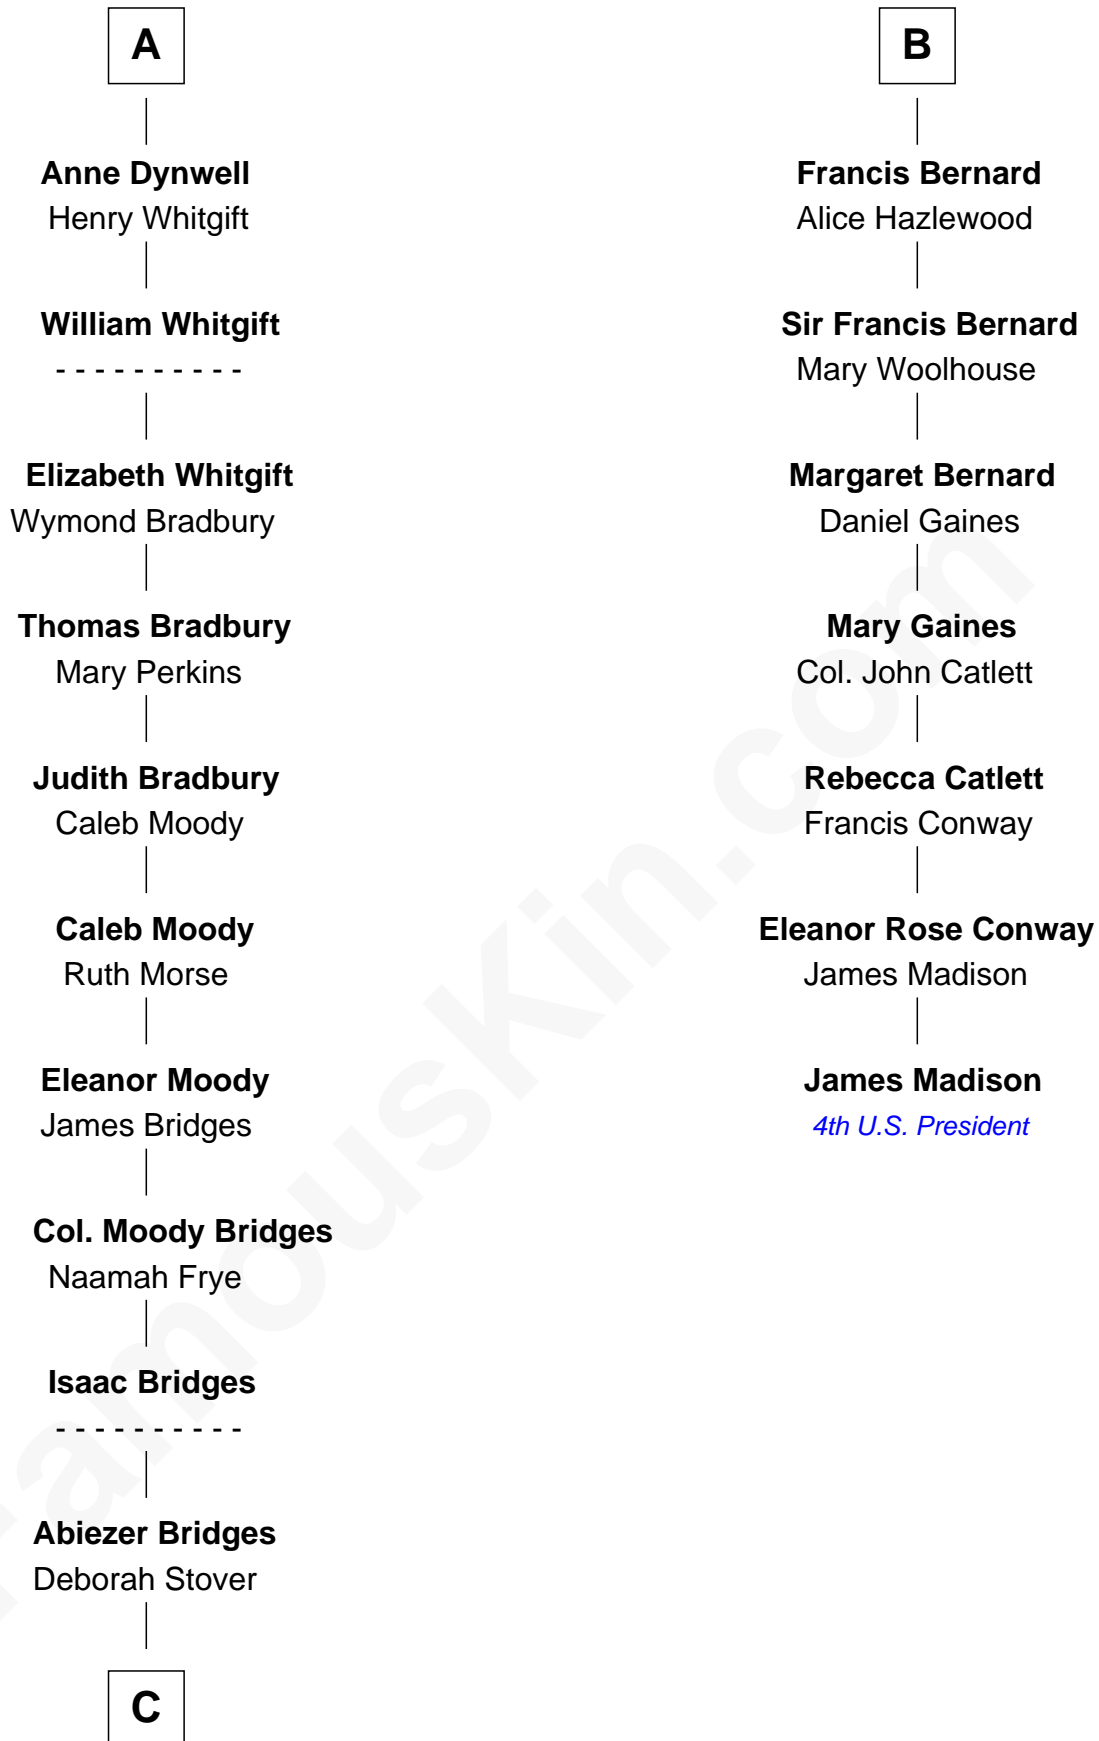 A
Anne Dynwell
Henry Whitgift
William Whitgift
- - - - - - - - - -
Elizabeth Whitgift
Wymond Bradbury
Thomas Bradbury
Mary Perkins
Judith Bradbury
Caleb Moody
Caleb Moody
Ruth Morse
Eleanor Moody
James Bridges
Col. Moody Bridges
Naamah Frye
Isaac Bridges
- - - - - - - - - -
Abiezer Bridges
Deborah Stover
C
B
Francis Bernard
Alice Hazlewood
Sir Francis Bernard
Mary Woolhouse
Margaret Bernard
Daniel Gaines
Mary Gaines
Col. John Catlett
Rebecca Catlett
Francis Conway
Eleanor Rose Conway
James Madison
James Madison
4th U.S. President
FamousKin.com